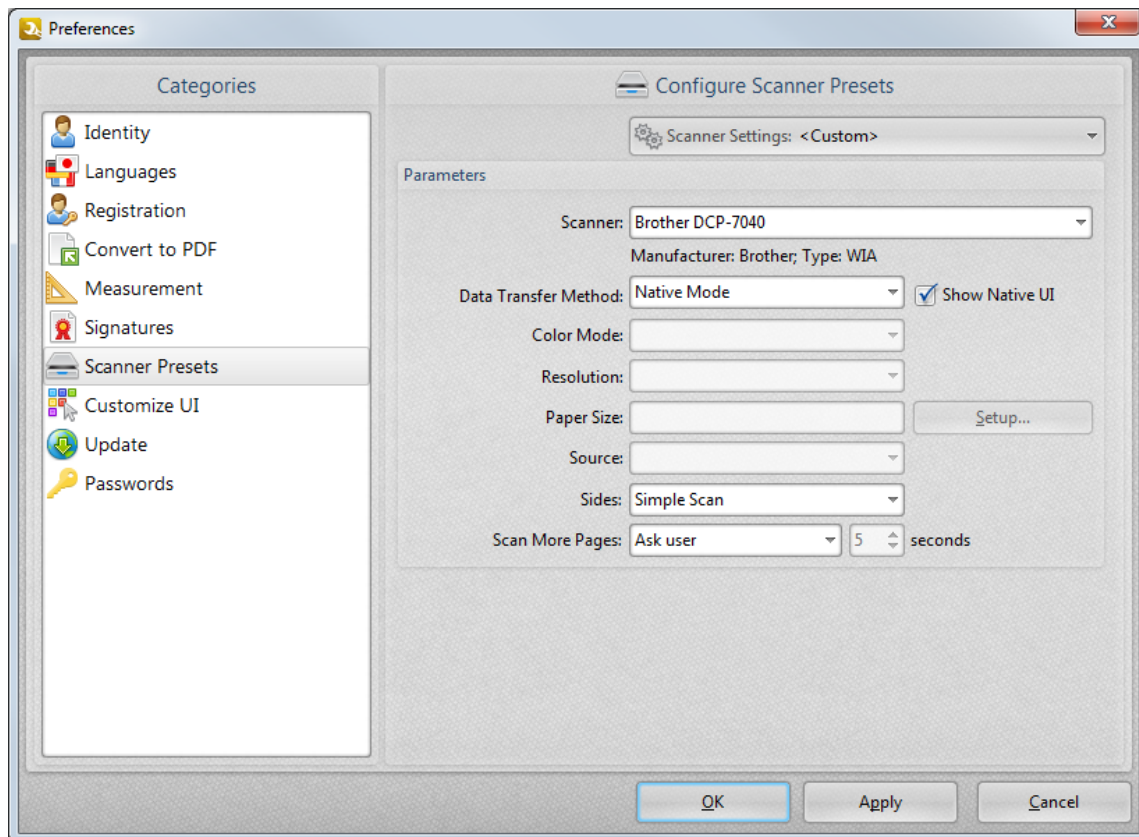 Preferences
Categories
Identity
Languages
Registration
Convert to PDF
Measurement
Signatures
Scanner Presets
Customize UI
Update
Passwords
Configure Scanner Presets
Scanner Settings: <Custom>
Parameters
Scanner: Brother DCP-7040
Manufacturer: Brother; Type: WIA
Data Transfer Method: Native Mode Show Native UI
Color Mode:
Resolution:
Paper Size: Setup...
Source:
Sides: Simple Scan
Scan More Pages: Ask user 5 seconds
OK Apply Cancel